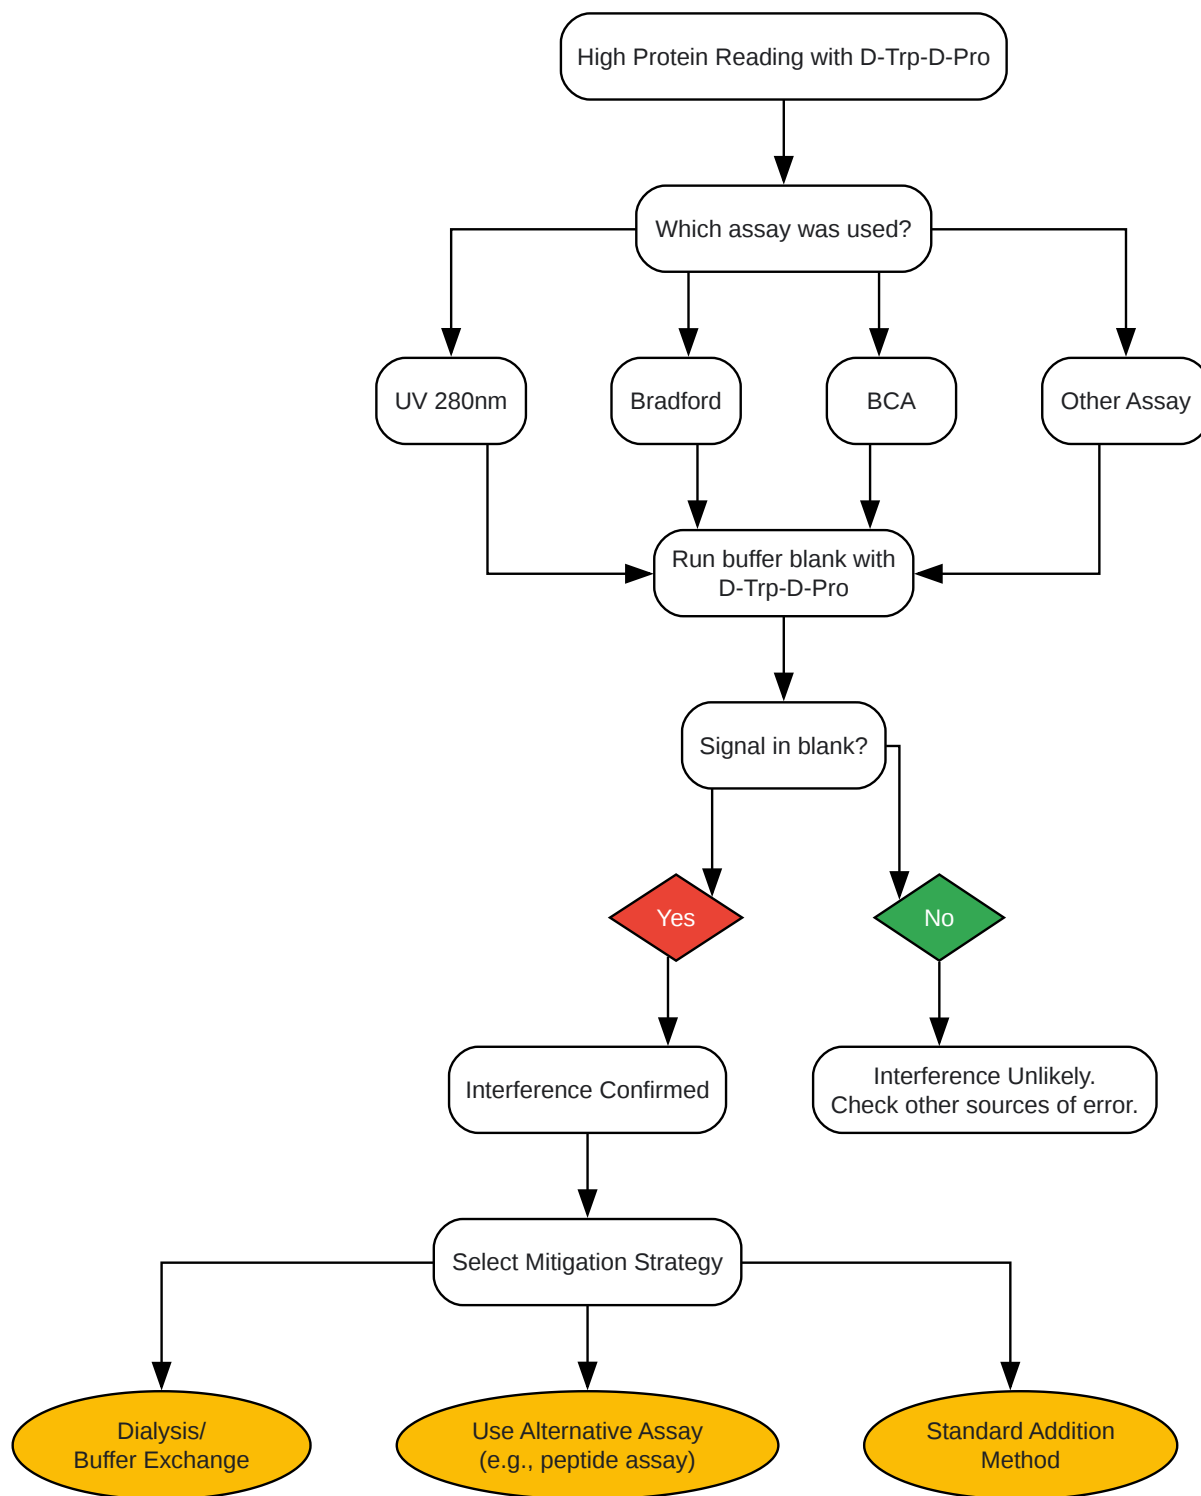 High Protein Reading with D-Trp-D-Pro
Which assay was used?
UV 280nm
Bradford
BCA
Other Assay
Run buffer blank with
D-Trp-D-Pro
Signal in blank?
Yes
No
Interference Confirmed
Interference Unlikely.
Check other sources of error.
Select Mitigation Strategy
Dialysis/
Buffer Exchange
Use Alternative Assay
(e.g., peptide assay)
Standard Addition
Method